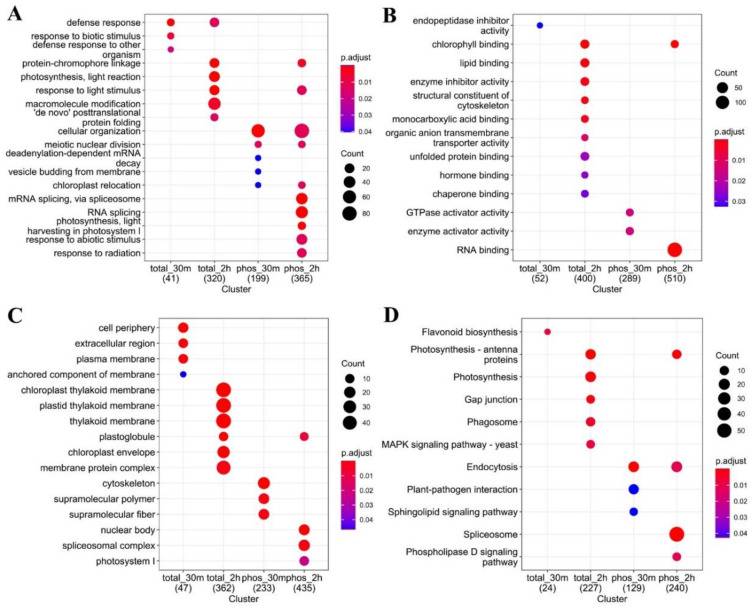 A
defense response
response to biotic stimulus
defense response to other
organism
protein-chromophore linkage
photosynthesis, light reaction
response to light stimulus
macromolecule modification
'de novo' posttranslational
protein folding
cellular organization
meiotic nuclear division
deadenylation-dependent mRNA
decay
vesicle budding from membrane
chloroplast relocation
mRNA splicing, via spliceosome
RNA splicing
photosynthesis, light
harvesting in photosystem I
response to abiotic stimulus
response to radiation
total_30m total_2h phos_30m phos_2h
(41) (320) (199) (365)
Cluster
p.adjust
0.01
0.02
0.03
0.04
Count
20
40
60
80
B
endopeptidase inhibitor
activity
chlorophyll binding
lipid binding
enzyme inhibitor activity
structural constituent of
cytoskeleton
monocarboxylic acid binding
organic anion transmembrane
transporter activity
unfolded protein binding
hormone binding
chaperone binding
GTPase activator activity
enzyme activator activity
RNA binding
total_30m total_2h phos_30m phos_2h
(52) (400) (289) (510)
Cluster
Count
50
100
p.adjust
0.01
0.02
0.03
C
cell periphery
extracellular region
plasma membrane
anchored component of membrane
chloroplast thylakoid membrane
plastid thylakoid membrane
thylakoid membrane
plastoglobule
chloroplast envelope
membrane protein complex
cytoskeleton
supramolecular polymer
supramolecular fiber
nuclear body
spliceosomal complex
photosystem I
total_30m total_2h phos_30m phos_2h
(47) (362) (233) (435)
Cluster
Count
10
20
30
40
p.adjust
0.01
0.02
0.03
0.04
D
Flavonoid biosynthesis
Photosynthesis - antenna
proteins
Photosynthesis
Gap junction
Phagosome
MAPK signaling pathway - yeast
Endocytosis
Plant-pathogen interaction
Sphingolipid signaling pathway
Spliceosome
Phospholipase D signaling
pathway
total_30m total_2h phos_30m phos_2h
(24) (227) (129) (240)
Cluster
Count
10
20
30
40
50
p.adjust
0.01
0.02
0.03
0.04